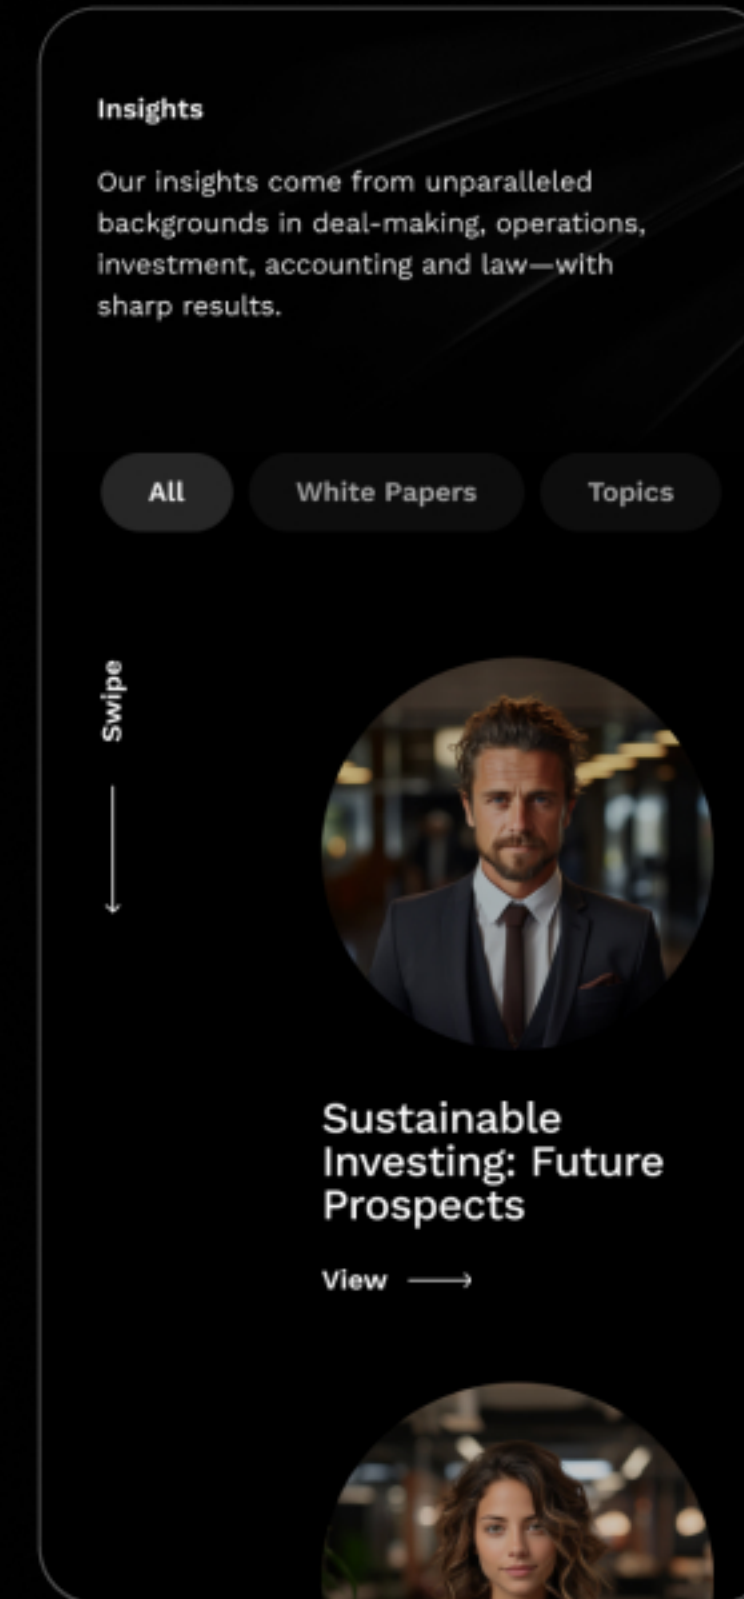 Insights
Our insights come from unparalleled
backgrounds in deal-making, operations,
investment, accounting and law—with
sharp results.
All
White Papers
Topics
Swipe
Sustainable
Investing: Future
Prospects
View